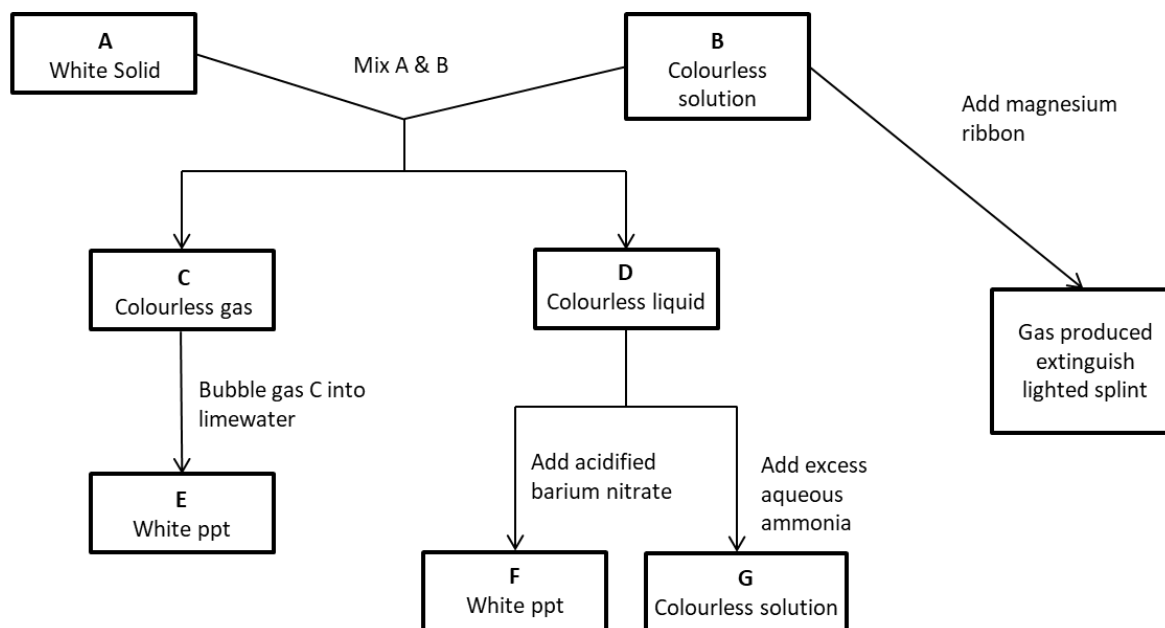 A
White Solid
Mix A & B
B
Colourless
solution
Add magnesium
ribbon
C
Colourless gas
D
Colourless liquid
Gas produced
extinguish
lighted splint
Bubble gas C into
limewater
Add acidified
barium nitrate
Add excess
aqueous
ammonia
E
White ppt
F
White ppt
G
Colourless solution